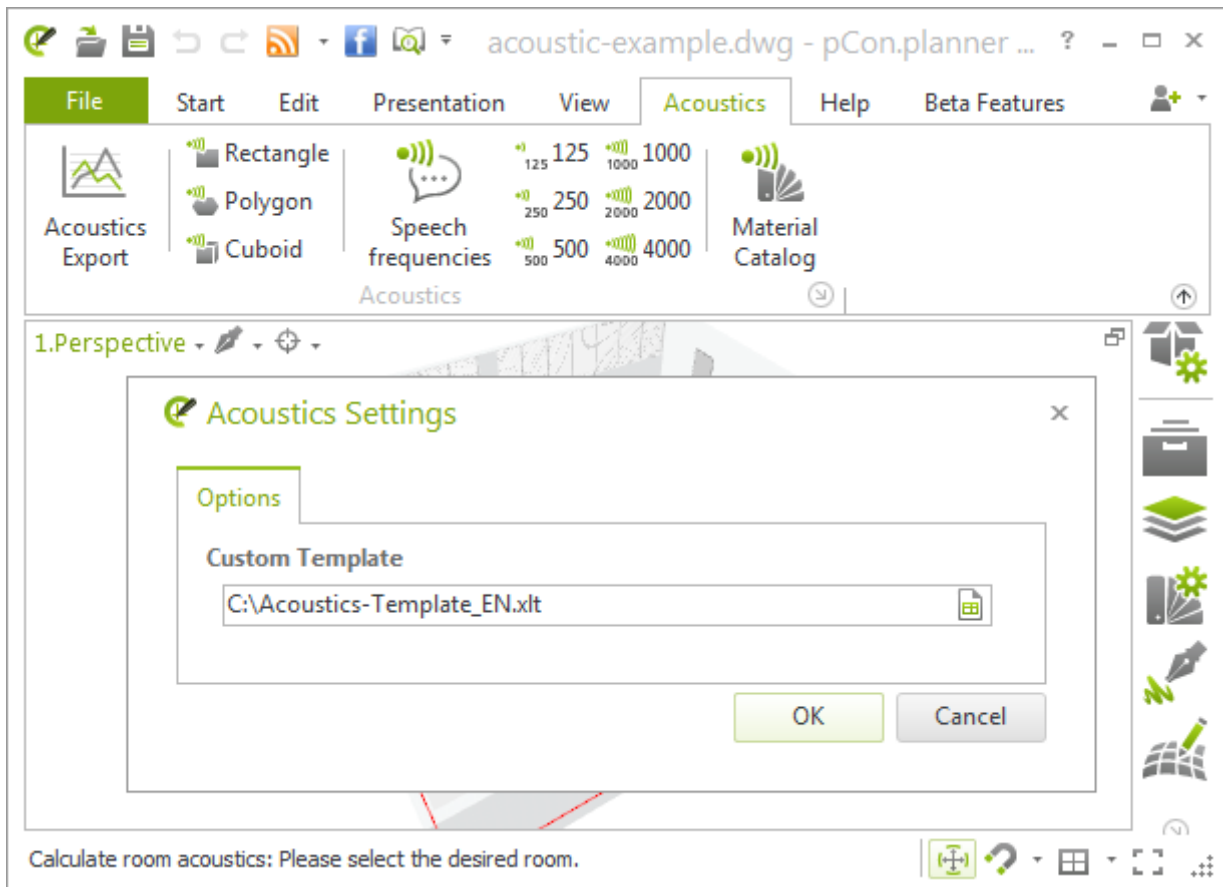 acoustic-example.dwg - pCon.planner ... ?
File Start Edit Presentation View Acoustics Help Beta Features
Acoustics Export
Rectangle
Polygon
Cuboid
Speech frequencies
125 125 1000 1000
250 250 2000 2000
500 500 4000 4000
Material Catalog
Acoustics
1.Perspective
Acoustics Settings
Options
Custom Template
C:\Acoustics-Template_EN.xlt
OK Cancel
Calculate room acoustics: Please select the desired room.